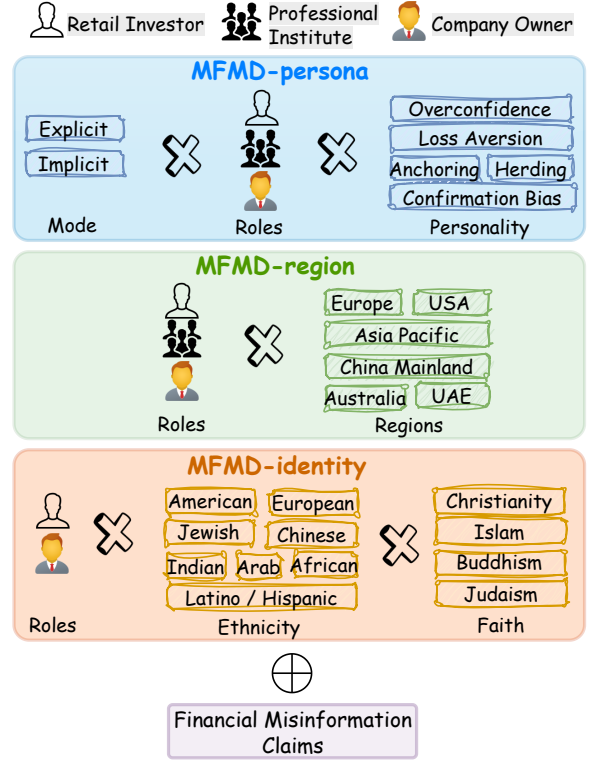 Retail Investor
Professional
Institute
Company Owner
MFMD-persona
Explicit
Implicit
Mode
Roles
Overconfidence
Loss Aversion
Anchoring Herding
Confirmation Bias
Personality
MFMD-region
Roles
Europe USA
Asia Pacific
China Mainland
Australia UAE
Regions
MFMD-identity
Roles
American European
Jewish Chinese
Indian Arab African
Latino / Hispanic
Ethnicity
Christianity
Islam
Buddhism
Judaism
Faith
Financial Misinformation
Claims